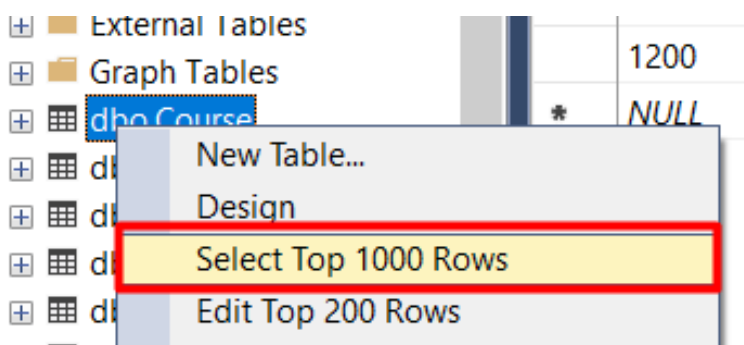 External Tables
Graph Tables
1200
dbo.Course
* NULL
New Table...
Design
Select Top 1000 Rows
Edit Top 200 Rows